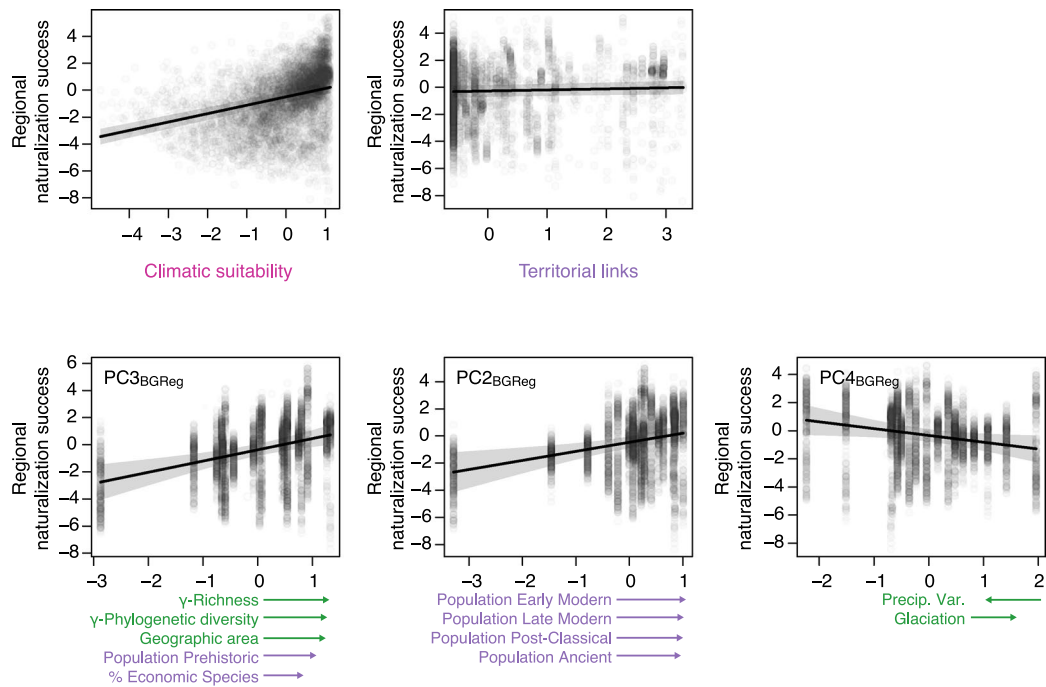 Regional
naturalization success
4
2
0
−2
−4
−6
−8
−4 −3 −2 −1 0 1
Climatic suitability
Regional
naturalization success
4
2
0
−2
−4
−6
−8
0 1 2 3
Territorial links
Regional
naturalization success
6
4
2
0
−2
−4
−6
−8
PC3BGReg
−3 −2 −1 0 1
γ-Richness
γ-Phylogenetic diversity
Geographic area
Population Prehistoric
% Economic Species
Regional
naturalization success
4
2
0
−2
−4
−6
−8
PC2BGReg
−3 −2 −1 0 1
Population Early Modern
Population Late Modern
Population Post-Classical
Population Ancient
Regional
naturalization success
4
2
0
−2
−4
−6
−8
PC4BGReg
−2 −1 0 1 2
Precip. Var.
Glaciation